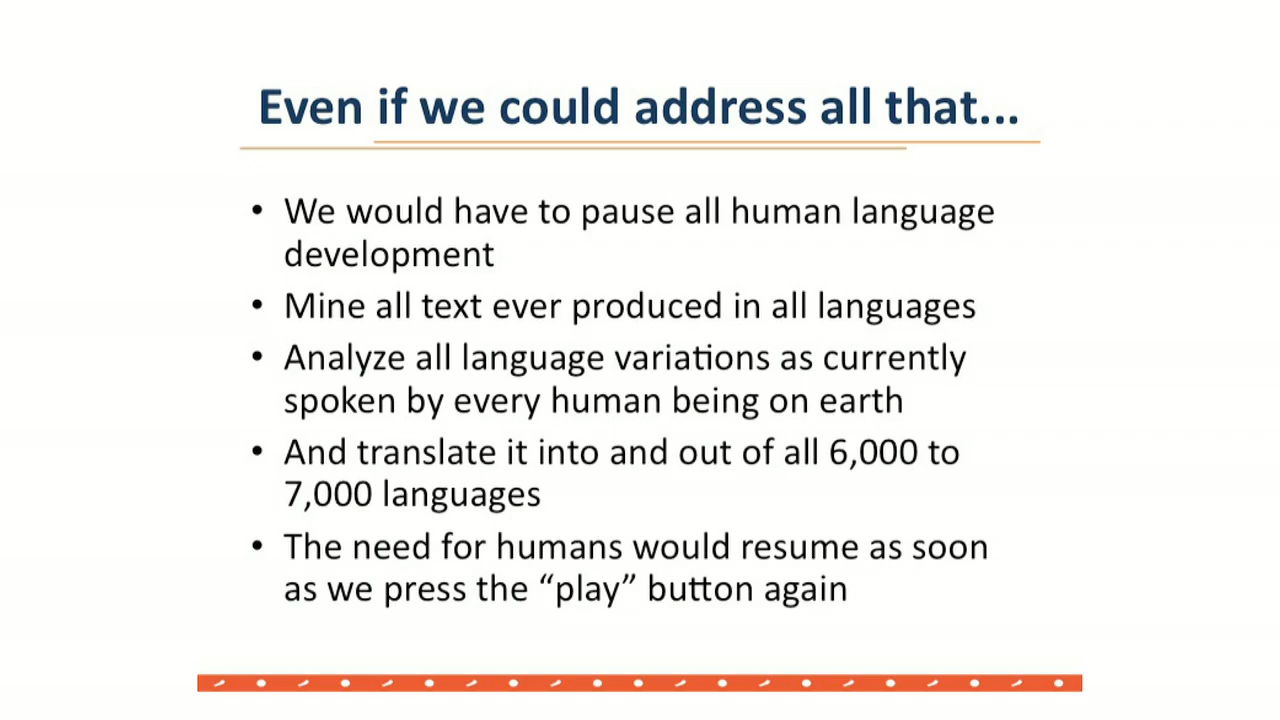 Even if we could address all that...
• We would have to pause all human language
development
• Mine all text ever produced in all languages
• Analyze all language variations as currently
spoken by every human being on earth
• And translate it into and out of all 6,000 to
7,000 languages
• The need for humans would resume as soon
as we press the “play” button again